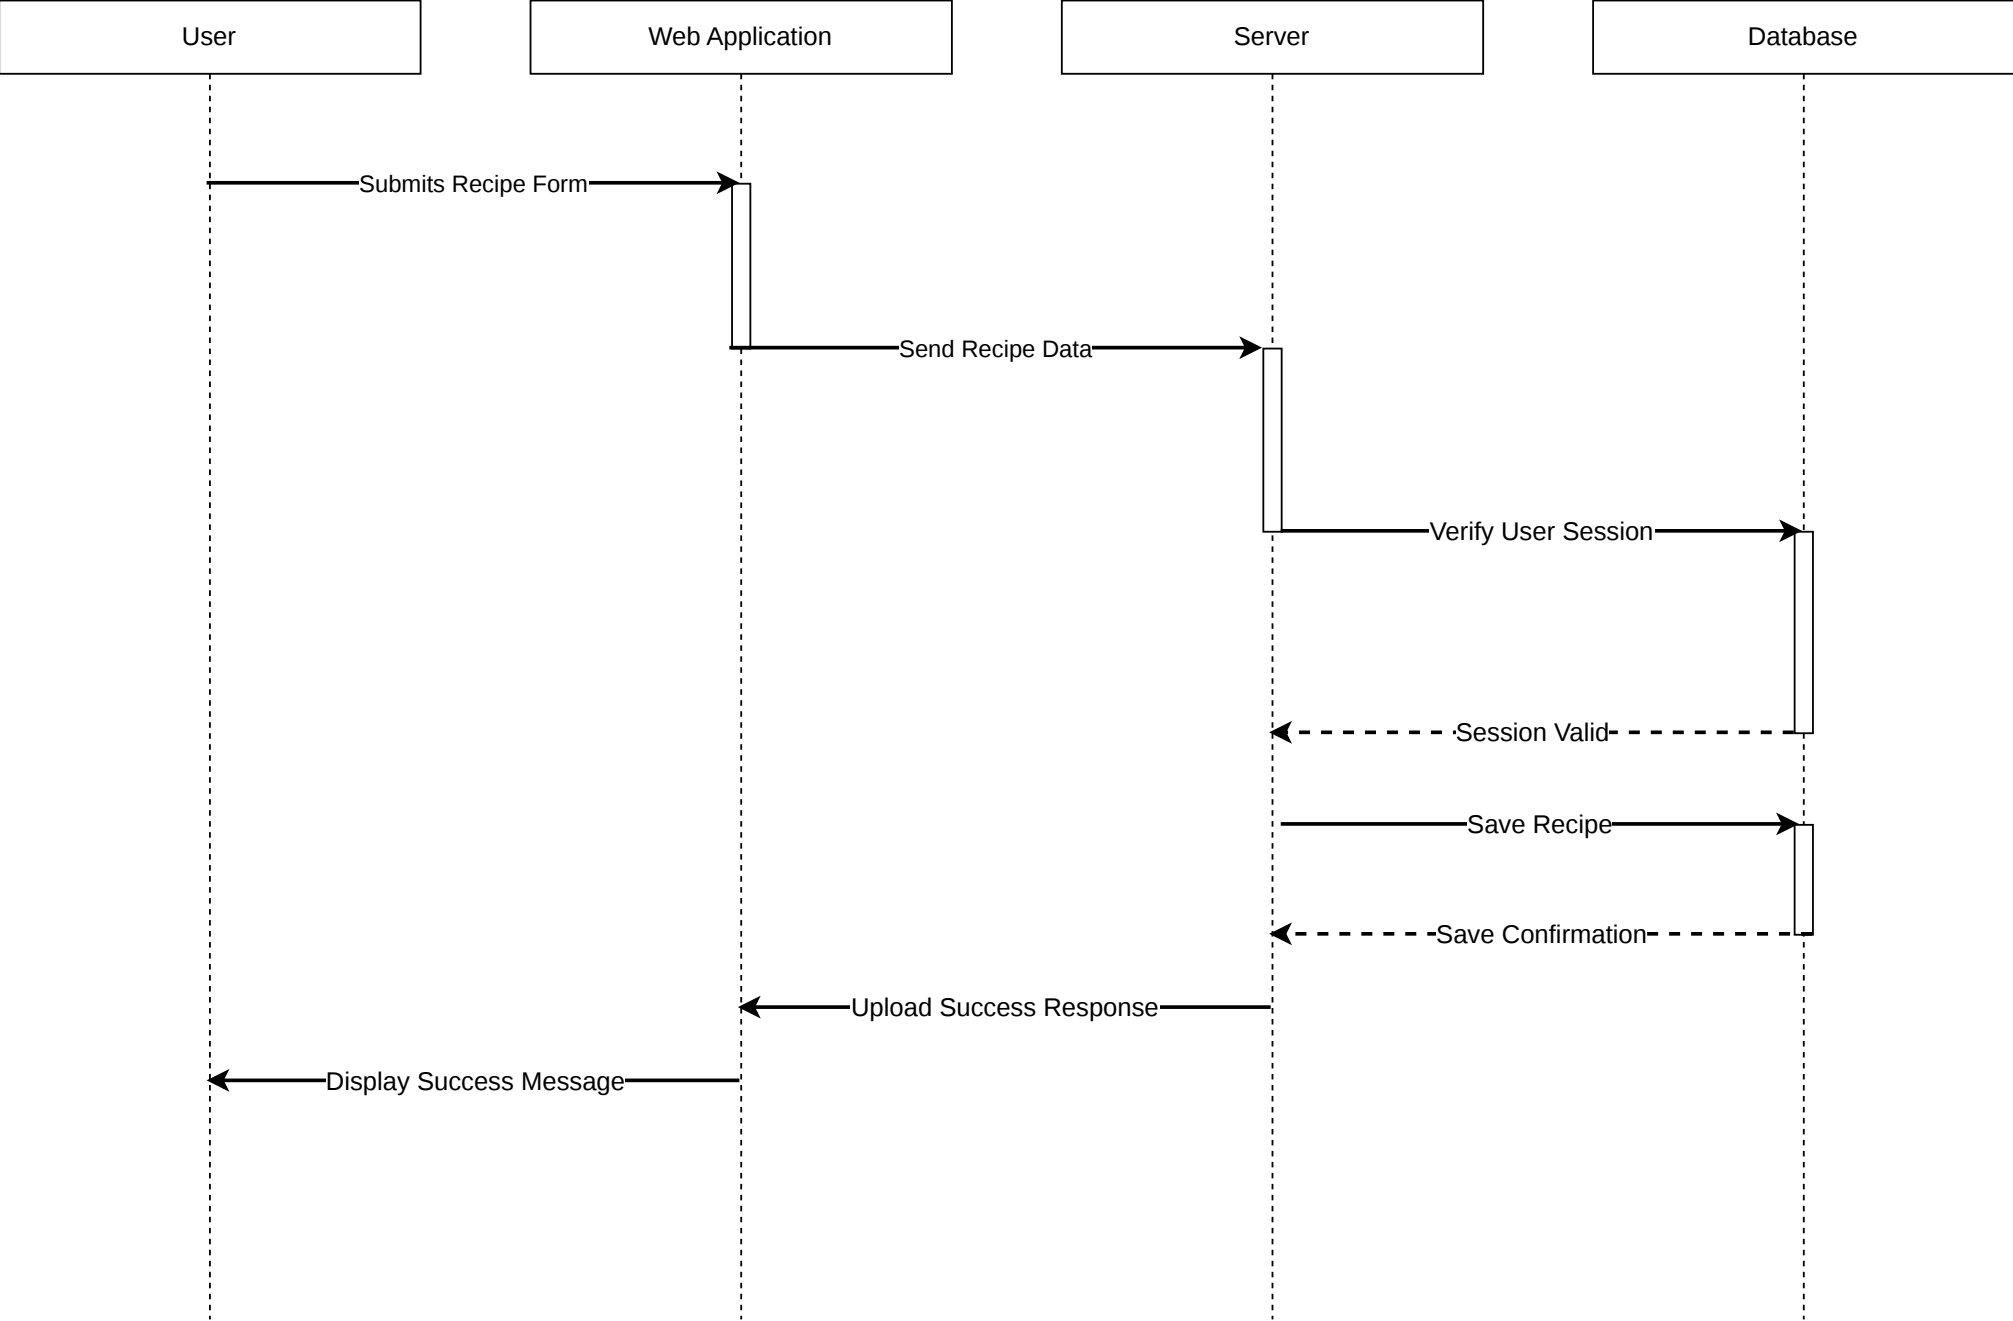 User
Web Application
Server
Database
Submits Recipe Form
Send Recipe Data
Verify User Session
Session Valid
Save Recipe
Save Confirmation
Upload Success Response
Display Success Message